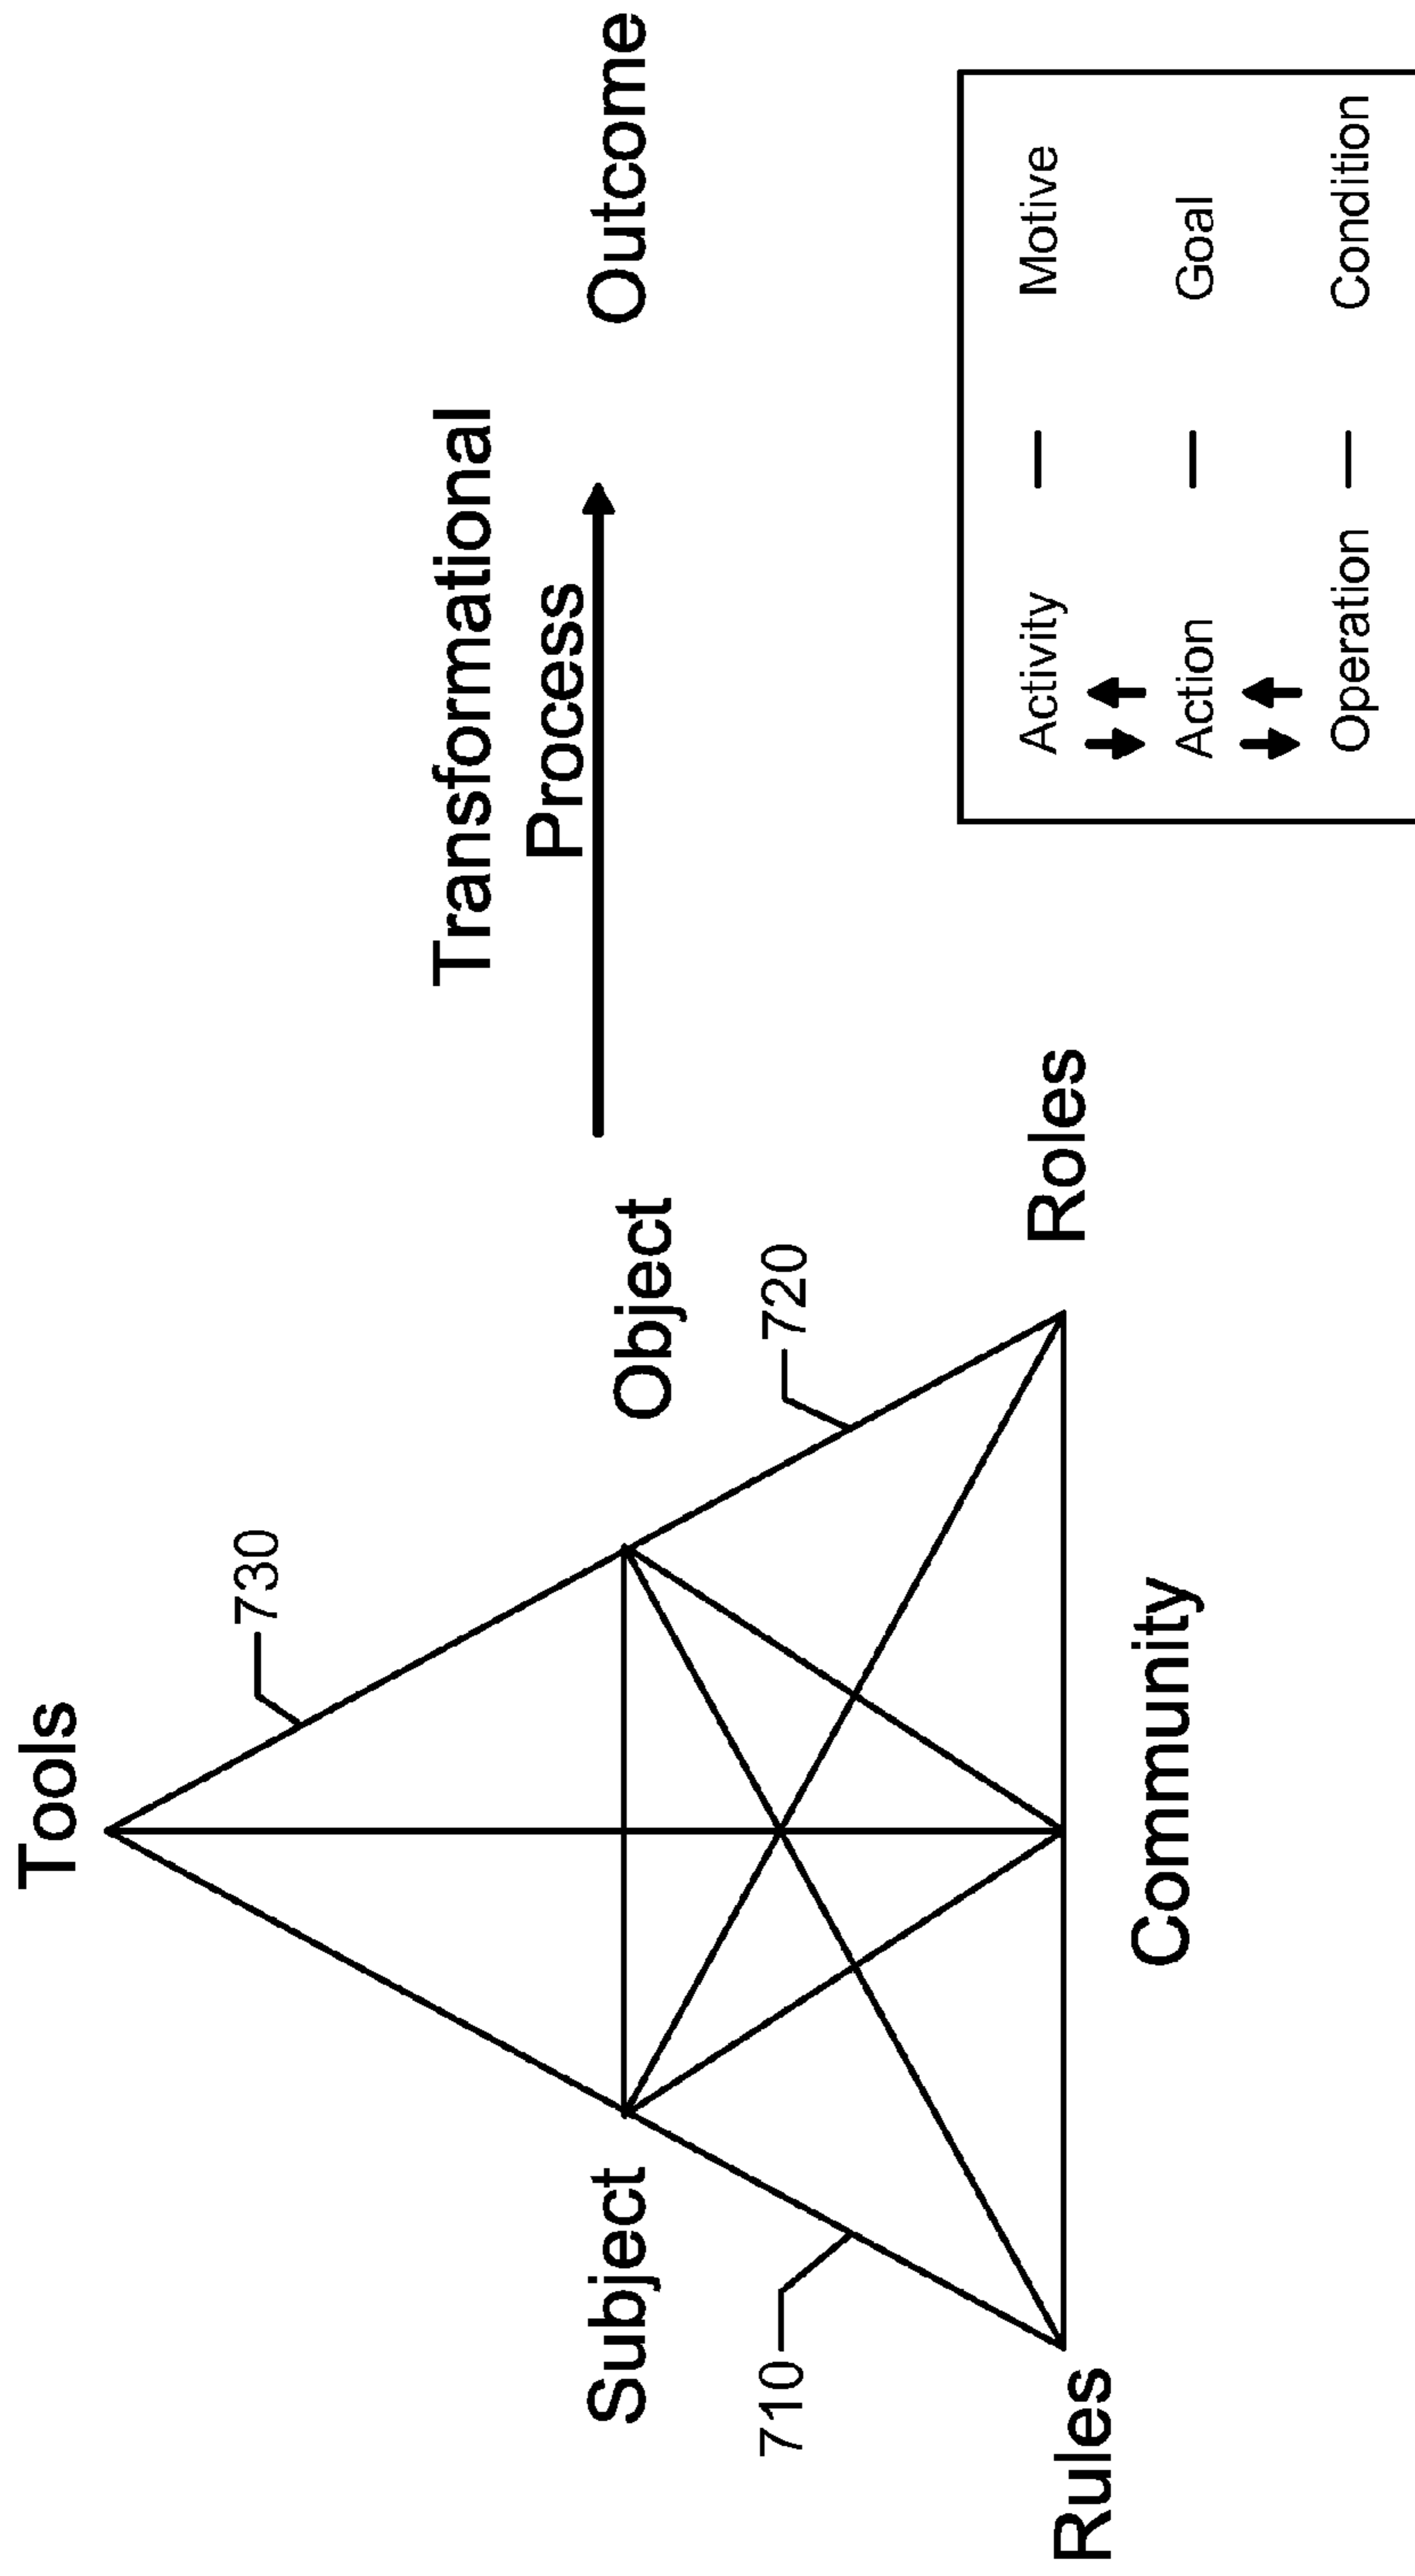 Tools
730
Transformational
Process
Subject
Object
Outcome
710
720
Rules
Roles
Community
Activity — Motive
Action — Goal
Operation — Condition